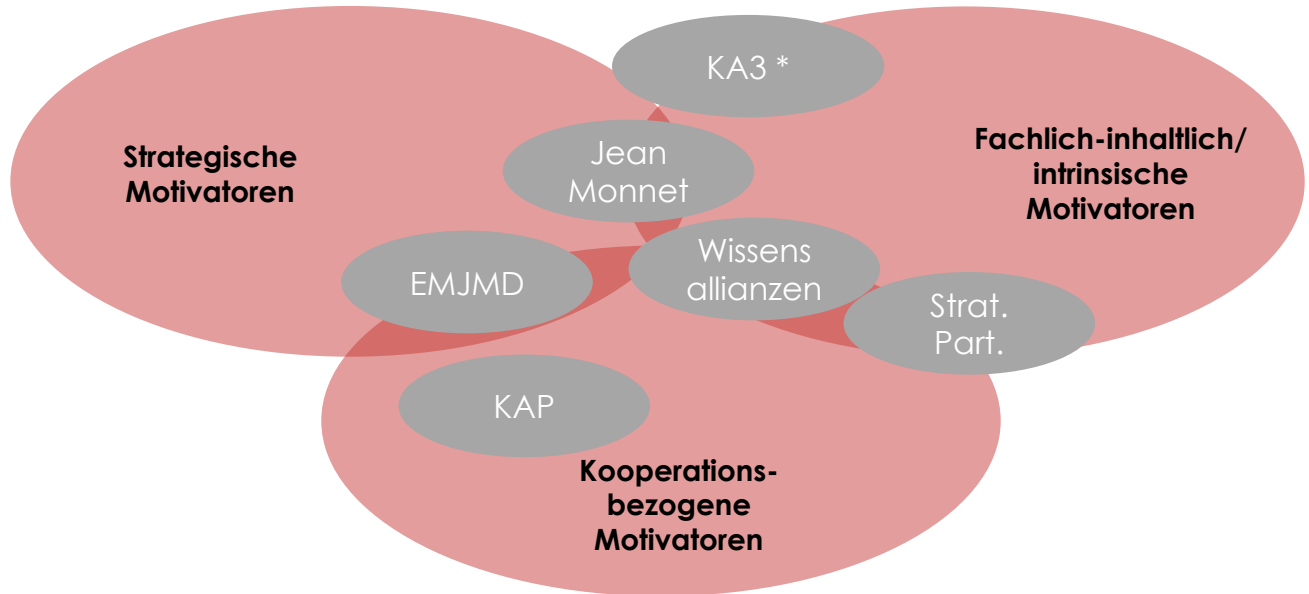 KA3 *
Strategische
Motivatoren
Jean
Monnet
Fachlich-inhaltlich/
intrinsische
Motivatoren
EMJMD
Wissens
allianzen
Strat.
Part.
KAP
Kooperations-
bezogene
Motivatoren